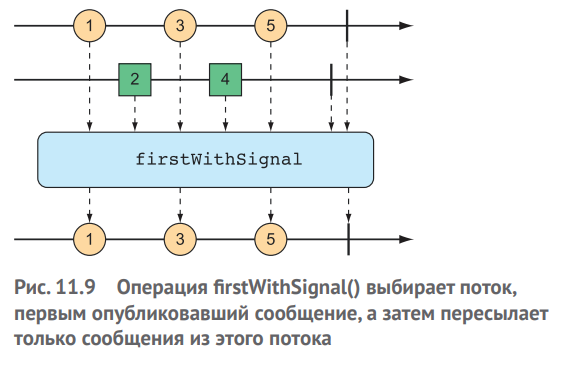 1 3 5
2 4
firstWithSignal
1 3 5
Рис. 11.9 Операция firstWithSignal() выбирает поток,
первым опубликовавший сообщение, а затем пересылает
только сообщения из этого потока